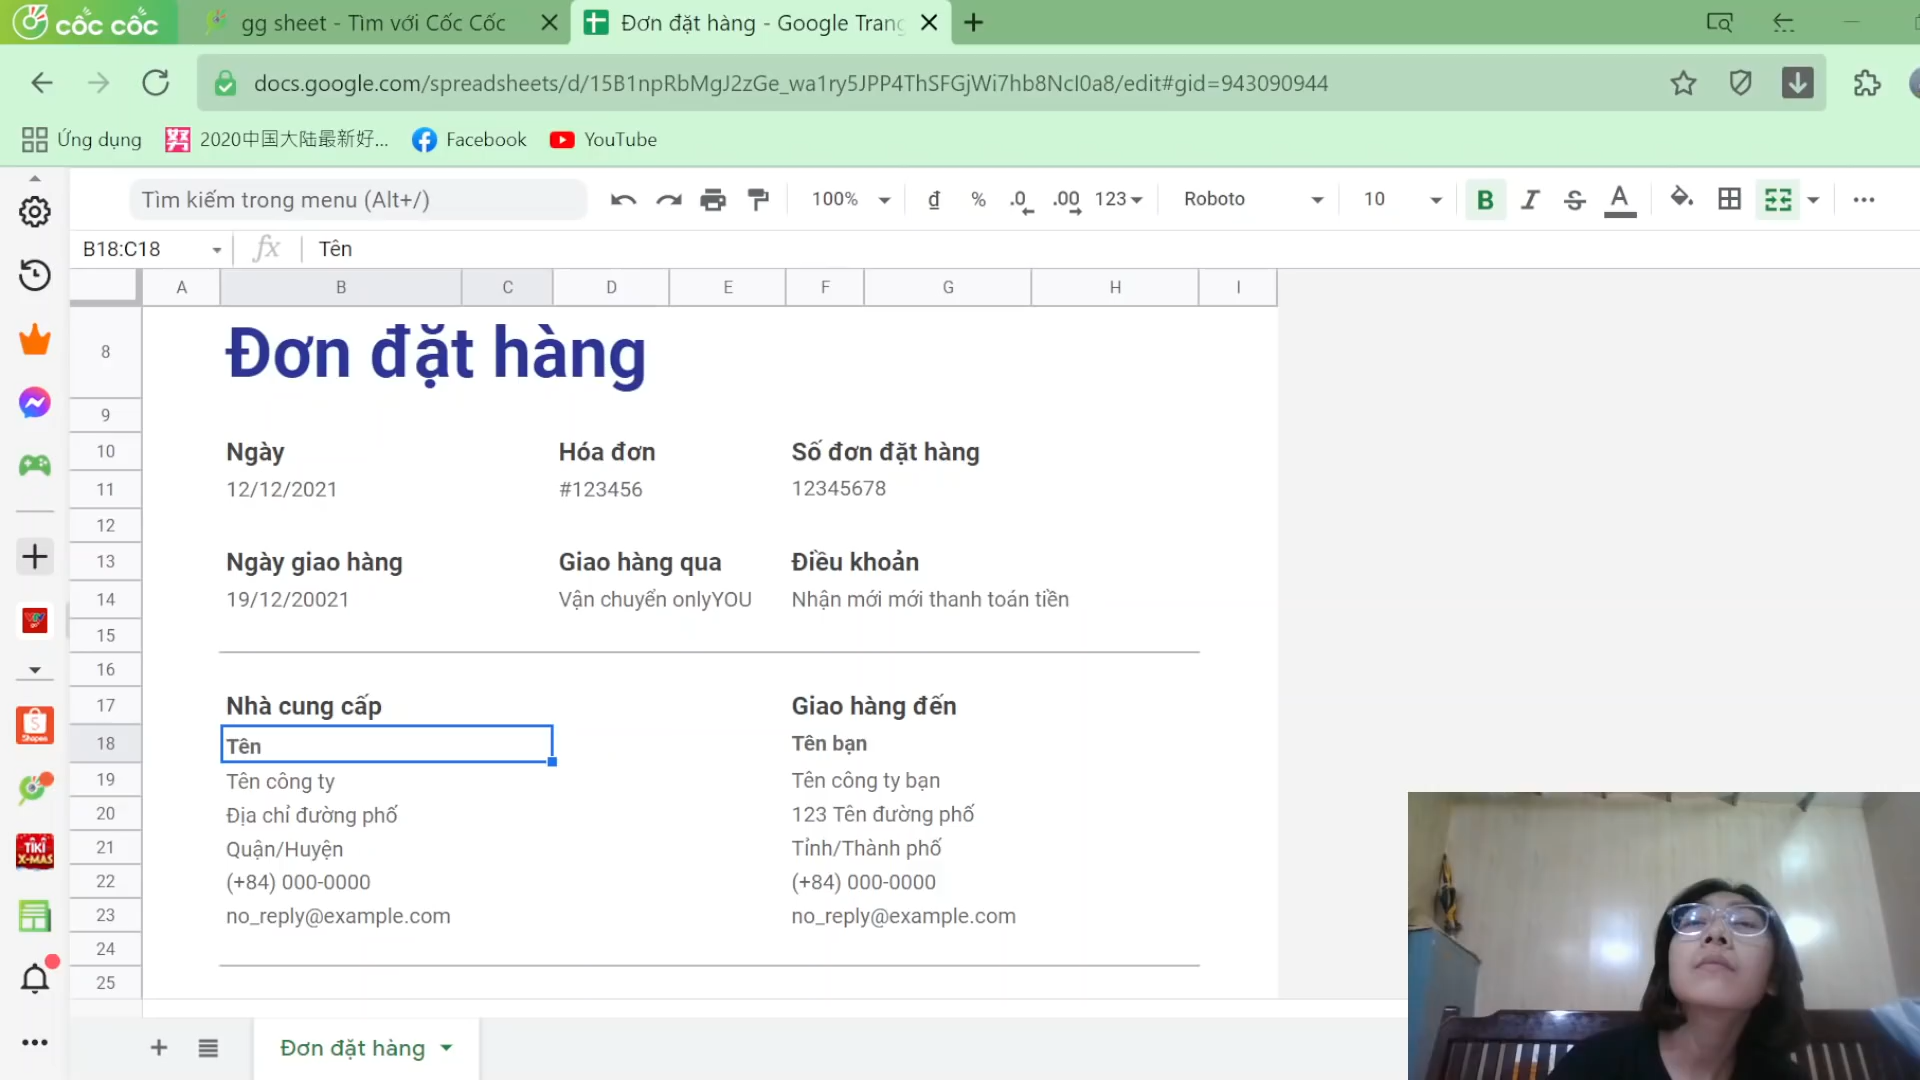 cốc cốc
gg sheet - Tìm với Cốc Cốc
Đơn đặt hàng - Google Trang
docs.google.com/spreadsheets/d/15B1npRbMgJ2zGe_wa1ry5JPP4ThSFGjWi7hb8NcI0a8/edit#gid=943090944
Ứng dụng
努
2020中国大陆最新好...
Facebook
YouTube
Tìm kiếm trong menu (Alt+/)
100%
đ
%
.0
.00
123
Roboto
10
B
I
S
A
B18:C18
fx
Tên
A B C D E F G H I
8 Đơn đặt hàng
9
10 Ngày Hóa đơn Số đơn đặt hàng
11 12/12/2021 #123456 12345678
12
13 Ngày giao hàng Giao hàng qua Điều khoản
14 19/12/20021 Vận chuyển onlyYOU Nhận mới mới thanh toán tiền
15
16
17 Nhà cung cấp Giao hàng đến
18 Tên Tên bạn
19 Tên công ty Tên công ty bạn
20 Địa chỉ đường phố 123 Tên đường phố
21 Quận/Huyện Tỉnh/Thành phố
22 (+84) 000-0000 (+84) 000-0000
23 no_reply@example.com no_reply@example.com
24
25
Shopee
TIKI
X-MAS
Đơn đặt hàng